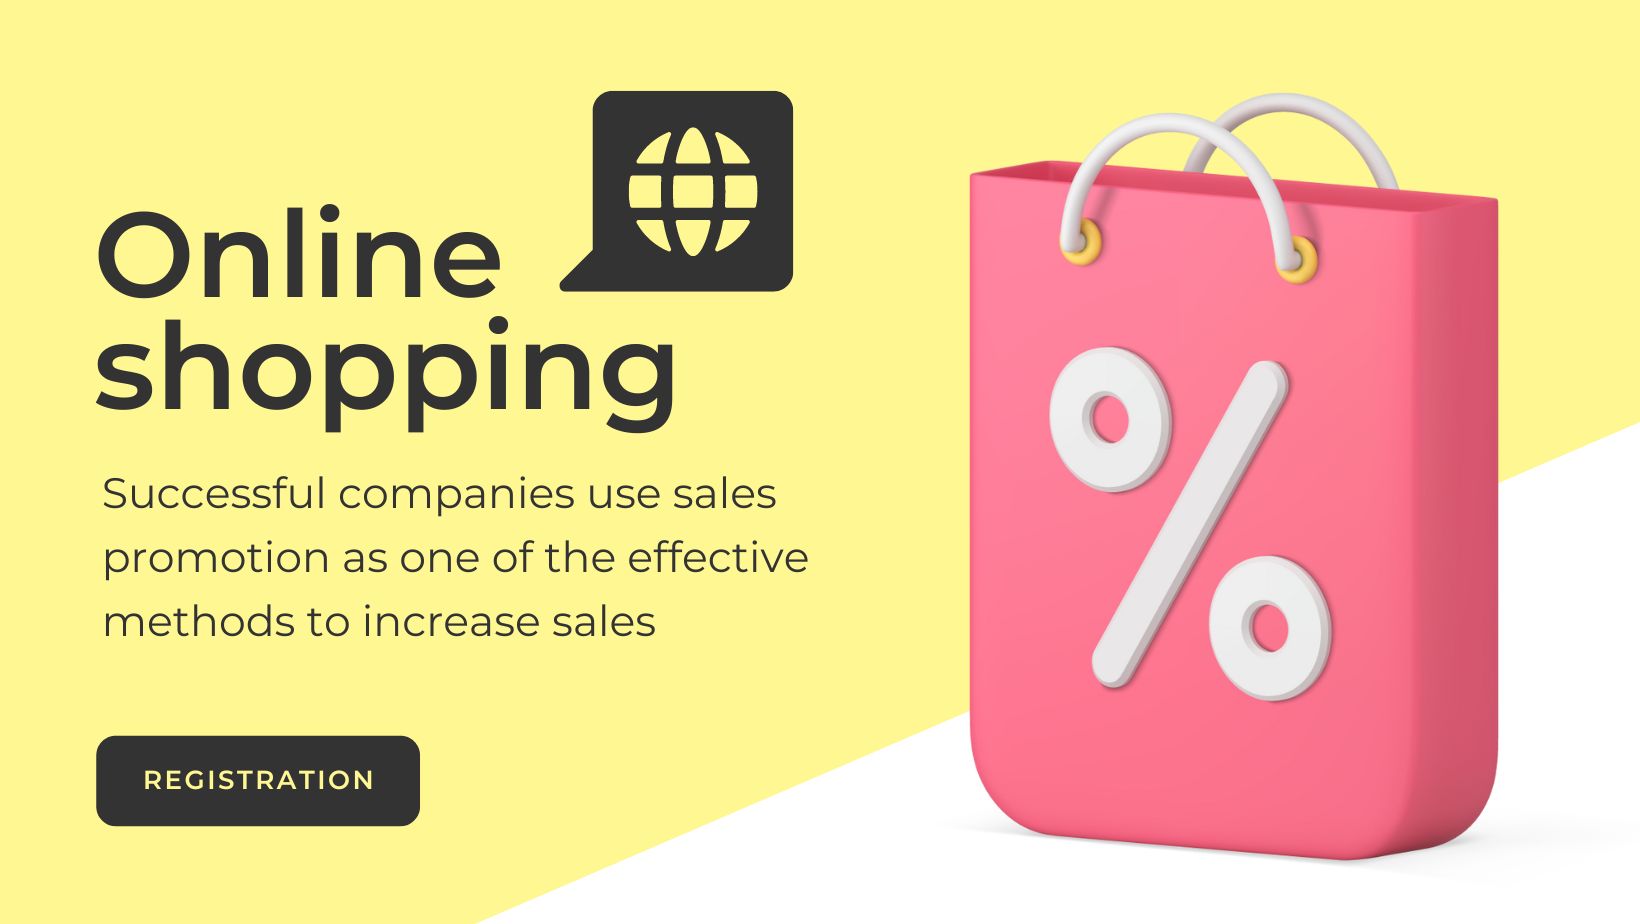 Online
shopping
Successful companies use sales
promotion as one of the effective
methods to increase sales
REGISTRATION
%